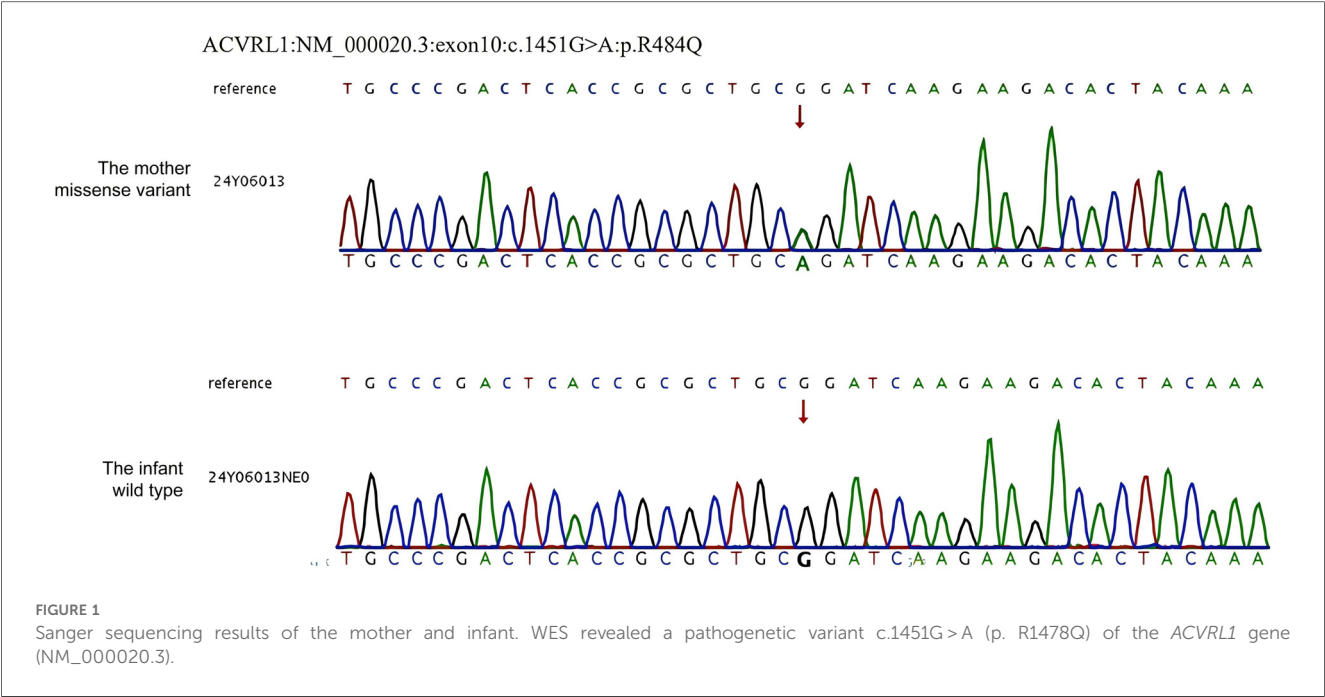 ACVRL1:NM_000020.3:exon10:c.1451G>A:p.R484Q
reference
T G C C C G A C T C A C C G C G C T G C G G A T C A A G A A G A C A C T A C A A A
The mother
missense variant
24Y06013
T G C C C G A C T C A C C G C G C T G C A G A T C A A G A A G A C A C T A C A A A
reference
T G C C C G A C T C A C C G C G C T G C G G A T C A A G A A G A C A C T A C A A A
The infant
wild type
24Y06013NE0
T G C C C G A C T C A C C G C G C T G C G G A T C A A G A A G A C A C T A C A A A
FIGURE 1
Sanger sequencing results of the mother and infant. WES revealed a pathogenetic variant c.1451G > A (p. R1478Q) of the ACVRL1 gene
(NM_000020.3).